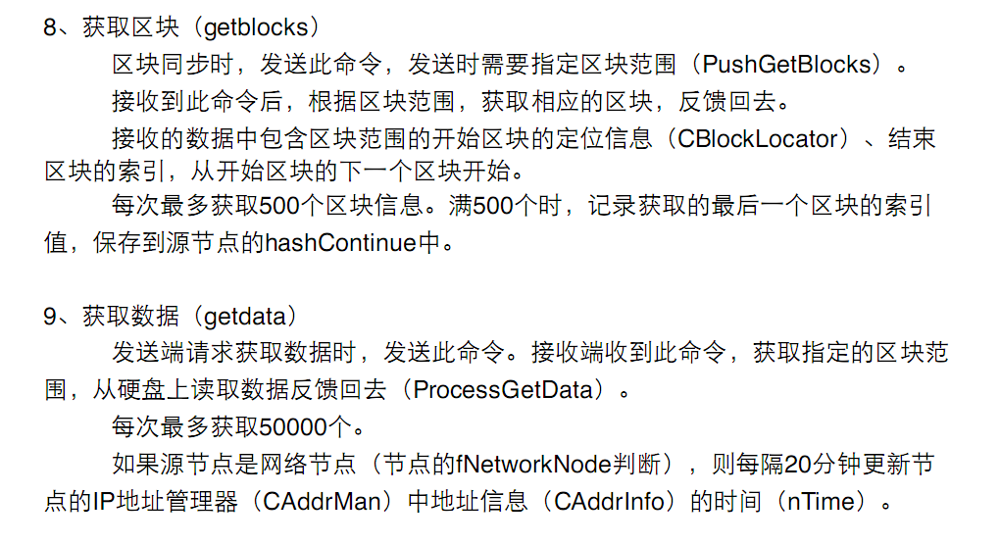 8、获取区块（getblocks）
区块同步时，发送此命令，发送时需要指定区块范围（PushGetBlocks）。
接收到此命令后，根据区块范围，获取相应的区块，反馈回去。
接收的数据中包含区块范围的开始区块的定位信息（CBlockLocator）、结束
区块的索引，从开始区块的下一个区块开始。
每次最多获取500个区块信息。满500个时，记录获取的最后一个区块的索引
值，保存到源节点的hashContinue中。
9、获取数据（getdata）
发送端请求获取数据时，发送此命令。接收端收到此命令，获取指定的区块范
围，从硬盘上读取数据反馈回去（ProcessGetData）。
每次最多获取50000个。
如果源节点是网络节点（节点的fNetworkNode判断），则每隔20分钟更新节
点的IP地址管理器（CAddrMan）中地址信息（CAddrInfo）的时间（nTime）。